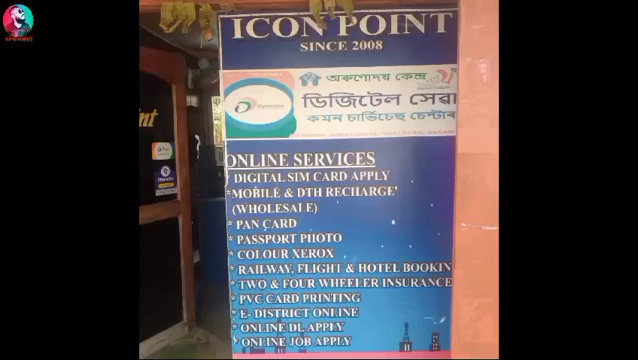 ICON POINT
SINCE 2008
অৰুণোদয় কেন্দ্ৰ
ডিজিটেল সেৱা
কমন চাৰ্ভিচেছ চেন্টাৰ
ONLINE SERVICES
* DIGITAL SIM CARD APPLY
*MOBILE & DTH RECHARGE
(WHOLESALE)
* PAN CARD
* PASSPORT PHOTO
* COLOUR XEROX
* RAILWAY, FLIGHT & HOTEL BOOKIN
* TWO & FOUR WHEELER INSURANCE
* PVC CARD PRINTING
* E- DISTRICT ONLINE
* ONLINE DL APPLY
* ONLINE JOB APPLY